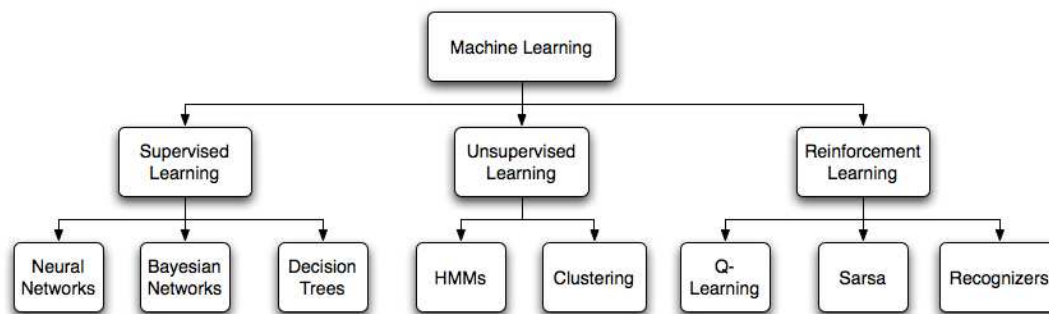 Machine Learning
Supervised
Learning
Unsupervised
Learning
Reinforcement
Learning
Neural
Networks
Bayesian
Networks
Decision
Trees
HMMs
Clustering
Q-
Learning
Sarsa
Recognizers